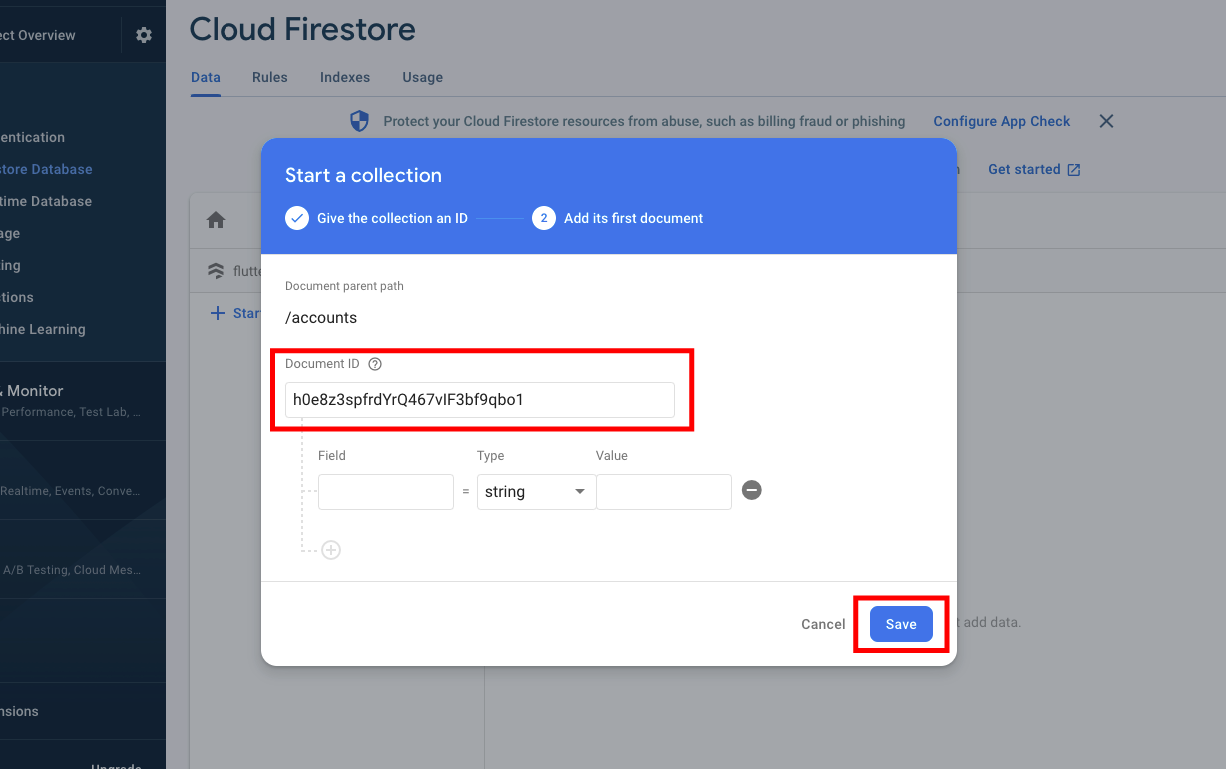 Cloud Firestore
ect Overview
Data Rules Indexes Usage
Protect your Cloud Firestore resources from abuse, such as billing fraud or phishing Configure App Check
entication
store Database
Get started
time Database
age
ting
ctions
hine Learning
flutte
Star
Start a collection
Give the collection an ID 2 Add its first document
Document parent path
/accounts
Document ID
h0e8z3spfrdYrQ467vIF3bf9qbo1
Field Type Value
= string
Cancel Save
t add data.
& Monitor
Performance, Test Lab, ...
Realtime, Events, Conve...
A/B Testing, Cloud Mes...
nsions
Upgrade